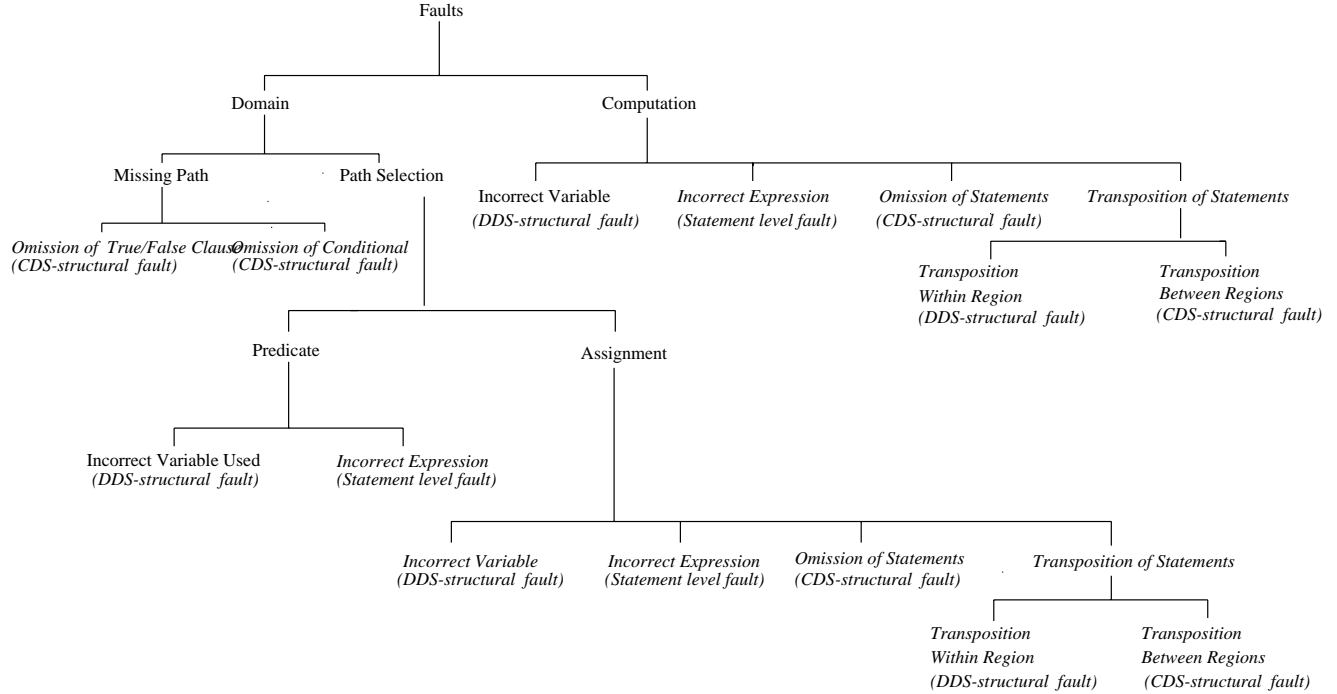 Faults
Domain
Computation
Missing Path
Path Selection
Incorrect Variable
(DDS-structural fault)
Incorrect Expression
(Statement level fault)
Omission of Statements
(CDS-structural fault)
Transposition of Statements
Omission of True/False Clause
(CDS-structural fault)
Omission of Conditional
(CDS-structural fault)
Transposition
Within Region
(DDS-structural fault)
Transposition
Between Regions
(CDS-structural fault)
Predicate
Assignment
Incorrect Variable Used
(DDS-structural fault)
Incorrect Expression
(Statement level fault)
Incorrect Variable
(DDS-structural fault)
Incorrect Expression
(Statement level fault)
Omission of Statements
(CDS-structural fault)
Transposition of Statements
Transposition
Within Region
(DDS-structural fault)
Transposition
Between Regions
(CDS-structural fault)